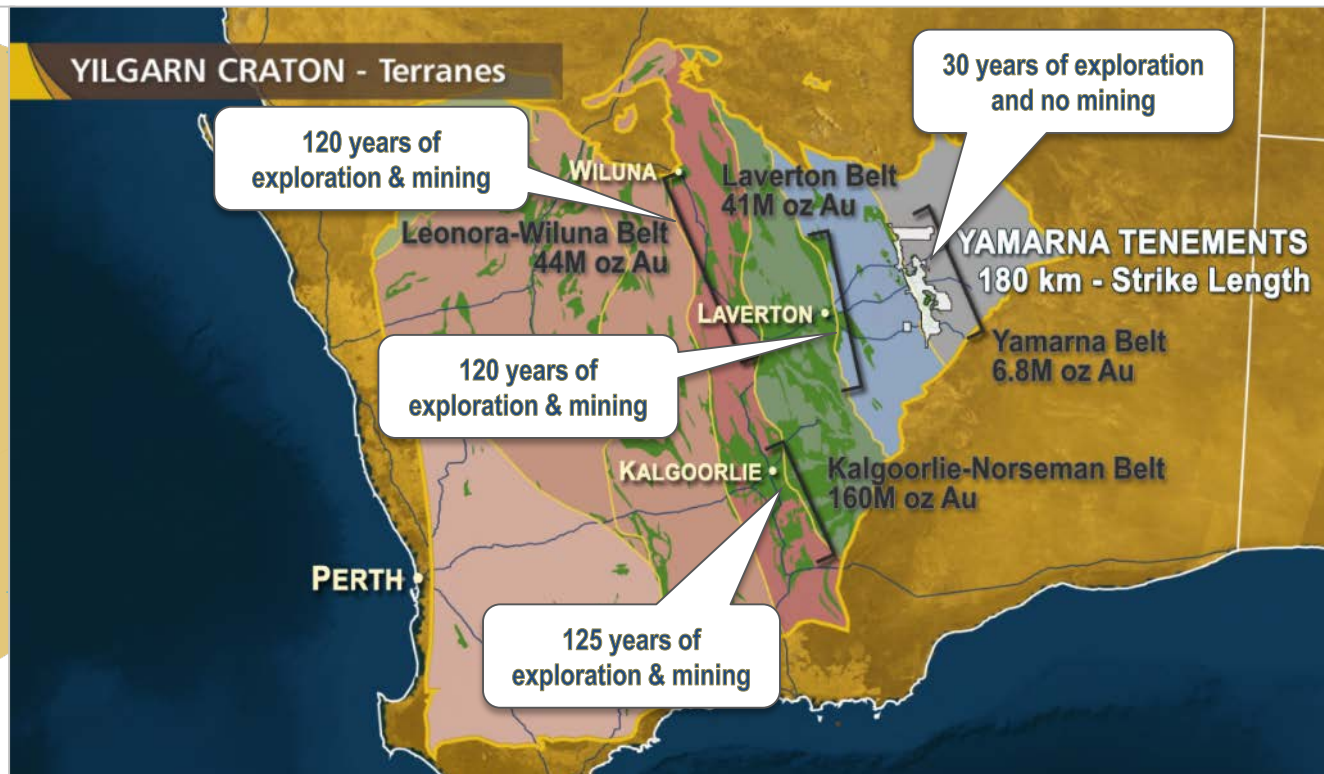 YILGARN CRATON - Terranes
30 years of exploration
and no mining
120 years of
exploration & mining
WILUNA
Laverton Belt
41M oz Au
Leonora-Wiluna Belt
44M oz Au
YAMARNA TENEMENTS
180 km - Strike Length
LAVERTON
Yamarna Belt
6.8M oz Au
120 years of
exploration & mining
KALGOORLIE
Kalgoorlie-Norseman Belt
160M oz Au
PERTH
125 years of
exploration & mining